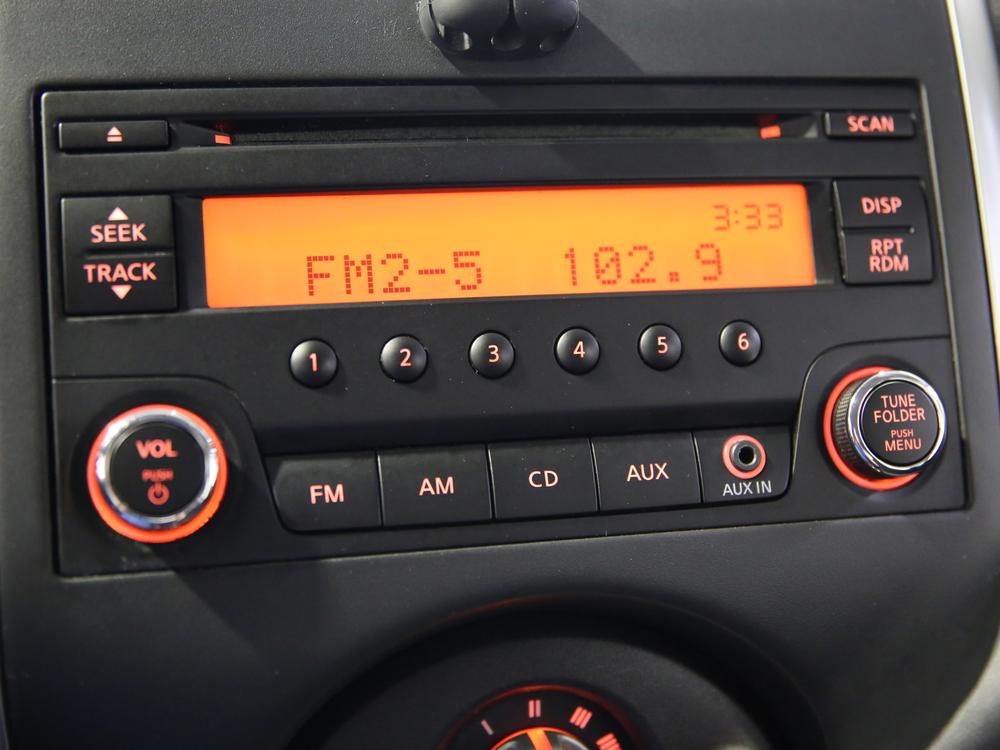 SCAN
SEEK
TRACK
3:33
FM2-5 102.9
DISP
RPT
RDM
1 2 3 4 5 6
VOL
PUSH
FM AM CD AUX
AUX IN
TUNE
FOLDER
PUSH
MENU